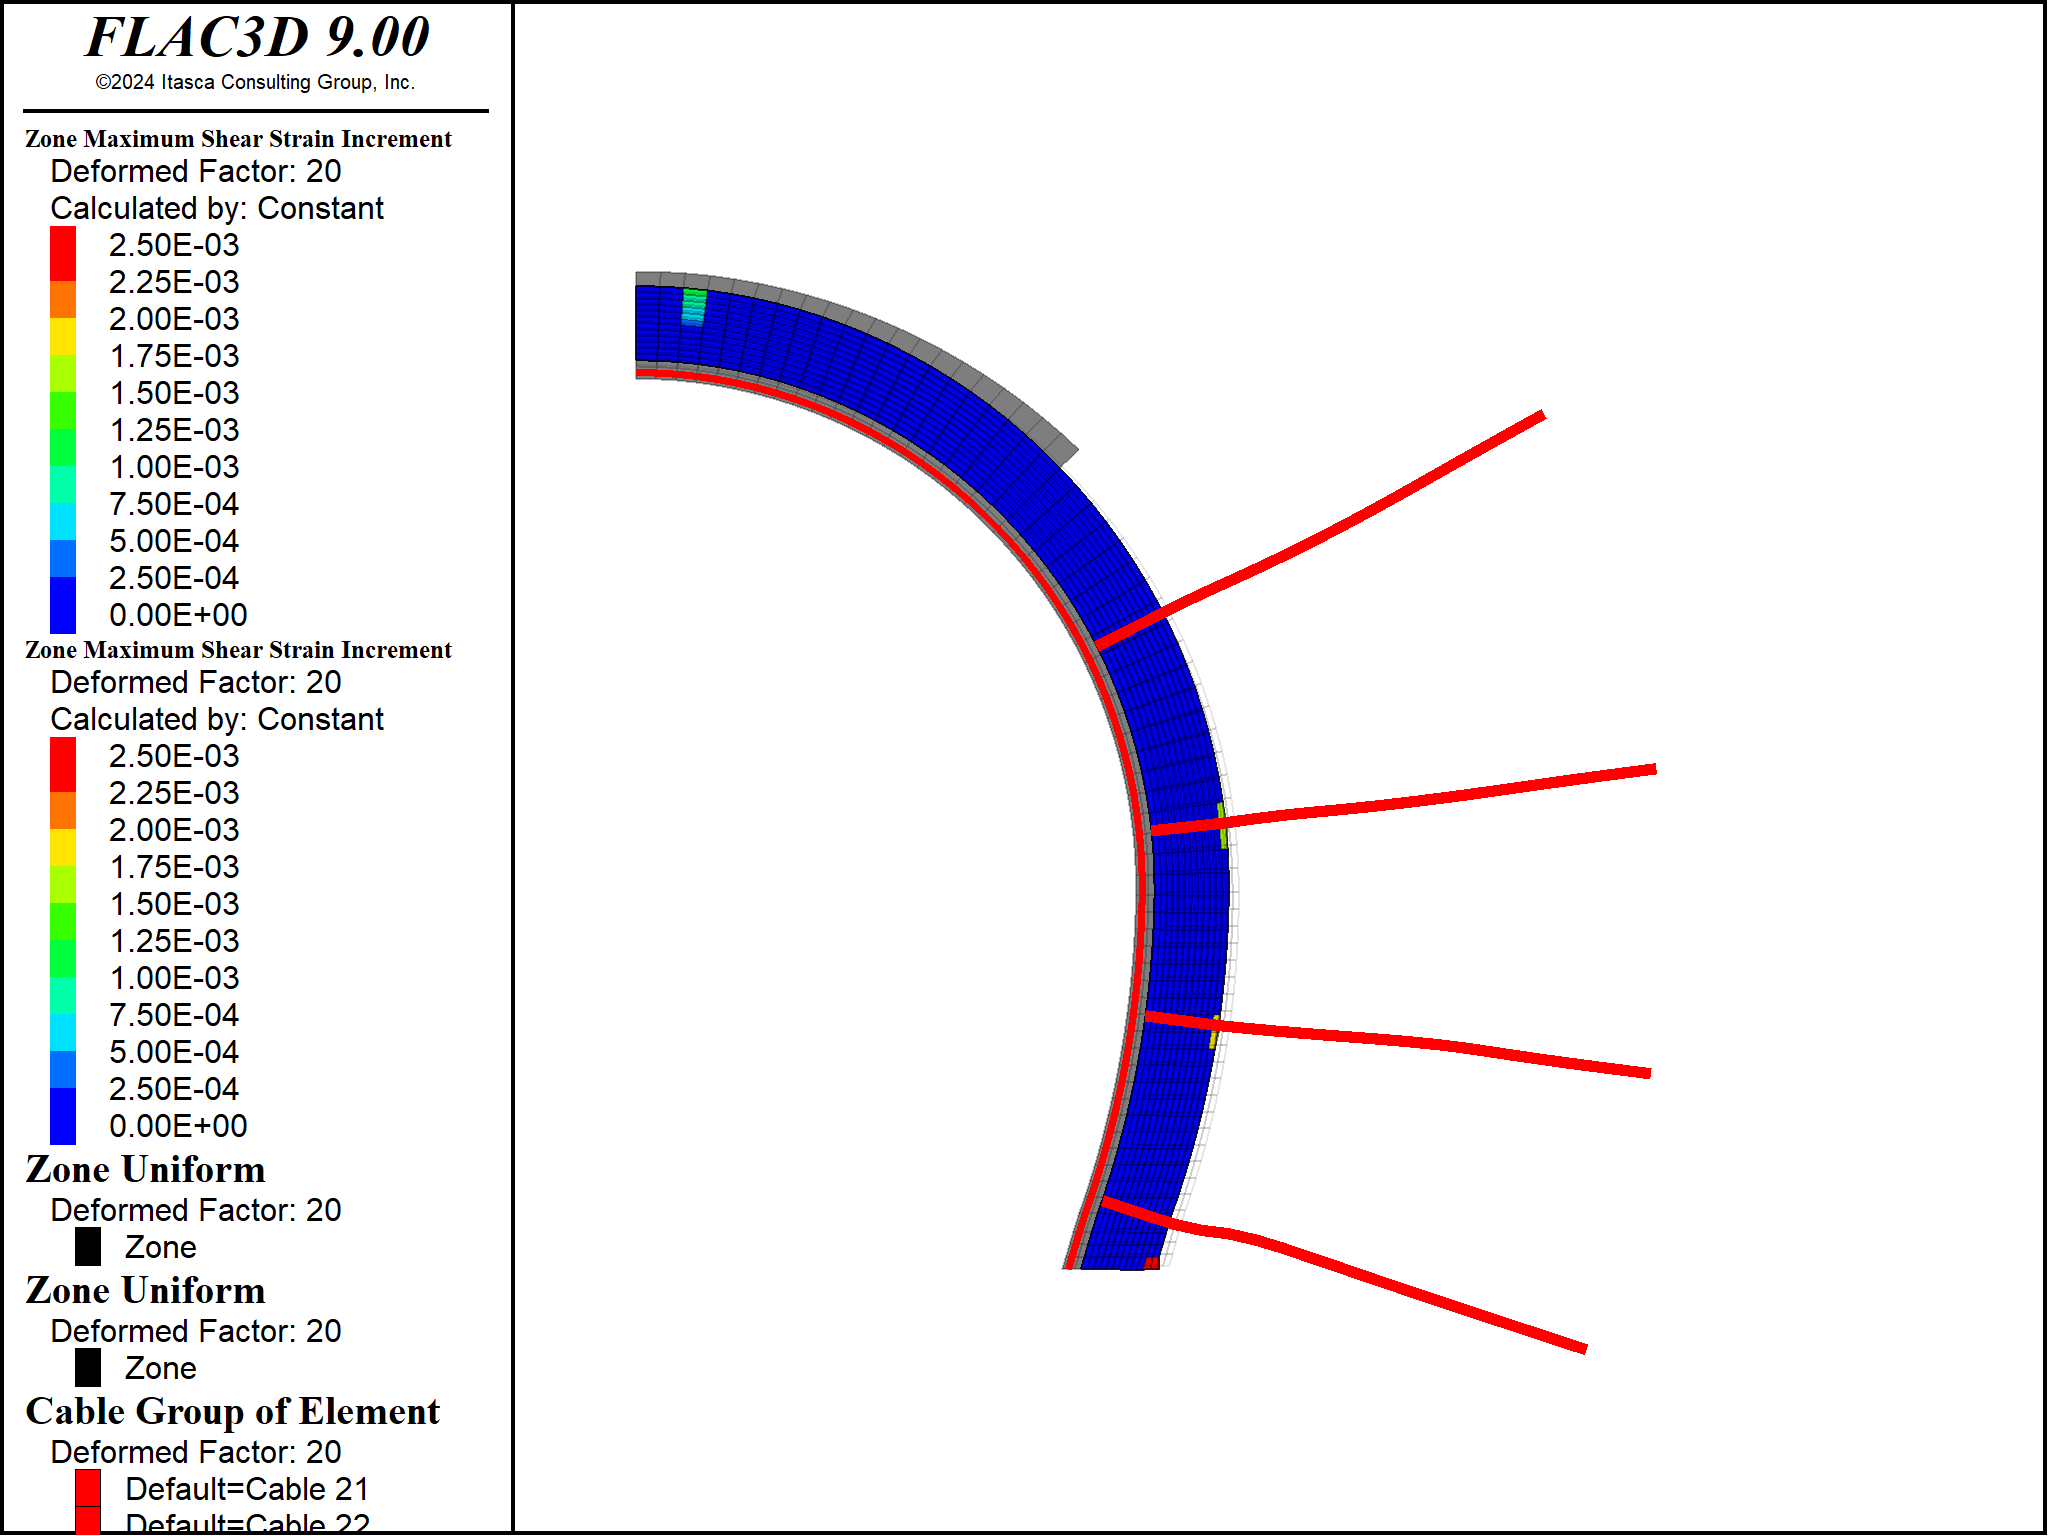 FLAC3D 9.00
©2024 Itasca Consulting Group, Inc.
Zone Maximum Shear Strain Increment
Deformed Factor: 20
Calculated by: Constant
2.50E-03
2.25E-03
2.00E-03
1.75E-03
1.50E-03
1.25E-03
1.00E-03
7.50E-04
5.00E-04
2.50E-04
0.00E+00
Zone Maximum Shear Strain Increment
Deformed Factor: 20
Calculated by: Constant
2.50E-03
2.25E-03
2.00E-03
1.75E-03
1.50E-03
1.25E-03
1.00E-03
7.50E-04
5.00E-04
2.50E-04
0.00E+00
Zone Uniform
Deformed Factor: 20
Zone
Zone Uniform
Deformed Factor: 20
Zone
Cable Group of Element
Deformed Factor: 20
Default=Cable 21
Default=Cable 22